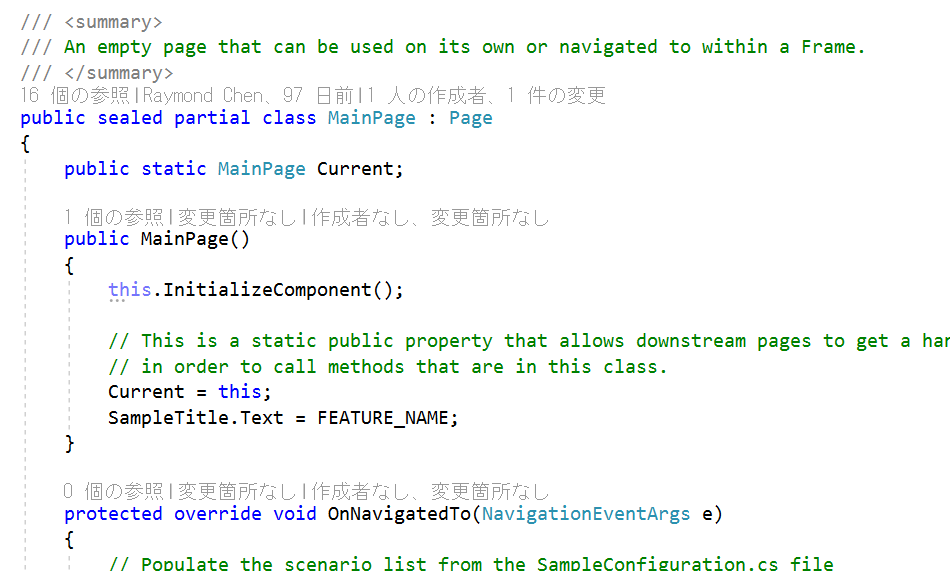 /// <summary>
/// An empty page that can be used on its own or navigated to within a Frame.
/// </summary>
16 個の参照|Raymond Chen、97 日前|1 人の作成者、1 件の変更
public sealed partial class MainPage : Page
{
public static MainPage Current;
1 個の参照|変更箇所なし|作成者なし、変更箇所なし
public MainPage()
{
this.InitializeComponent();
// This is a static public property that allows downstream pages to get a har
// in order to call methods that are in this class.
Current = this;
SampleTitle.Text = FEATURE_NAME;
}
0 個の参照|変更箇所なし|作成者なし、変更箇所なし
protected override void OnNavigatedTo(NavigationEventArgs e)
{
// Populate the scenario list from the SampleConfiguration.cs file